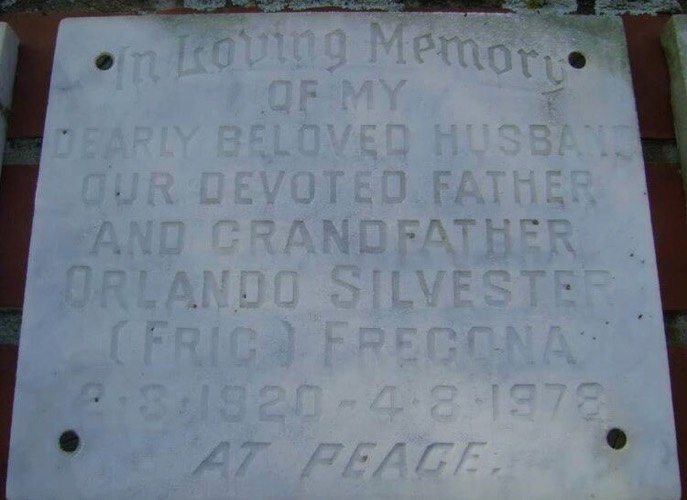 In Loving Memory
OF MY
DEARLY BELOVED HUSBAND
OUR DEVOTED FATHER
AND GRANDFATHER
ORLANDO SILVESTER
(FRIC) FREGONA
2·3·1920 - 4·8·1978
AT PEACE.